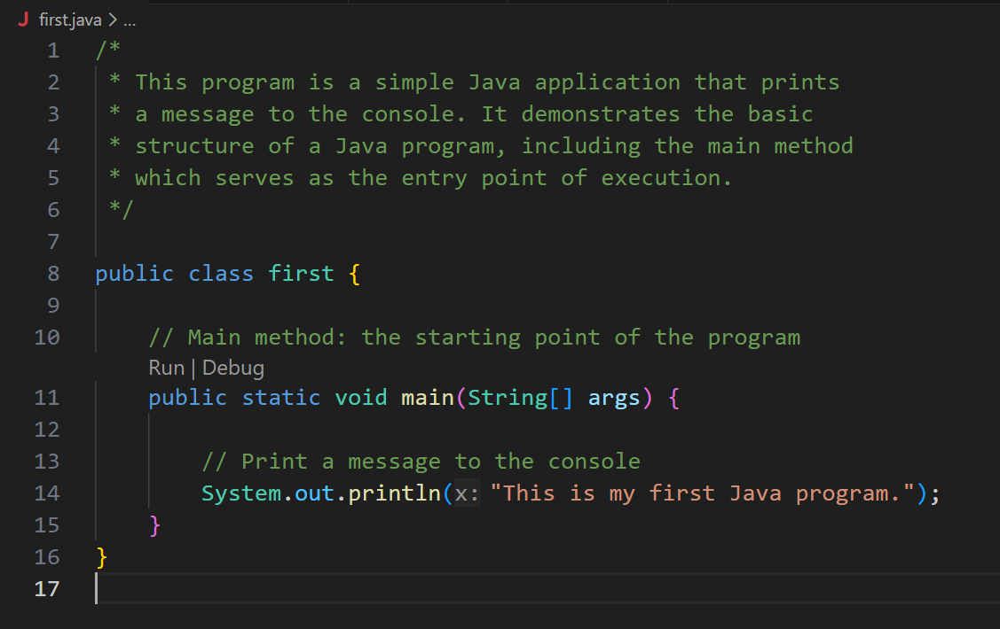 J first.java > ...
1 /*
2  * This program is a simple Java application that prints
3  * a message to the console. It demonstrates the basic
4  * structure of a Java program, including the main method
5  * which serves as the entry point of execution.
6  */
7
8 public class first {
9
10     // Main method: the starting point of the program
Run | Debug
11     public static void main(String[] args) {
12
13         // Print a message to the console
14         System.out.println(x: "This is my first Java program.");
15     }
16 }
17